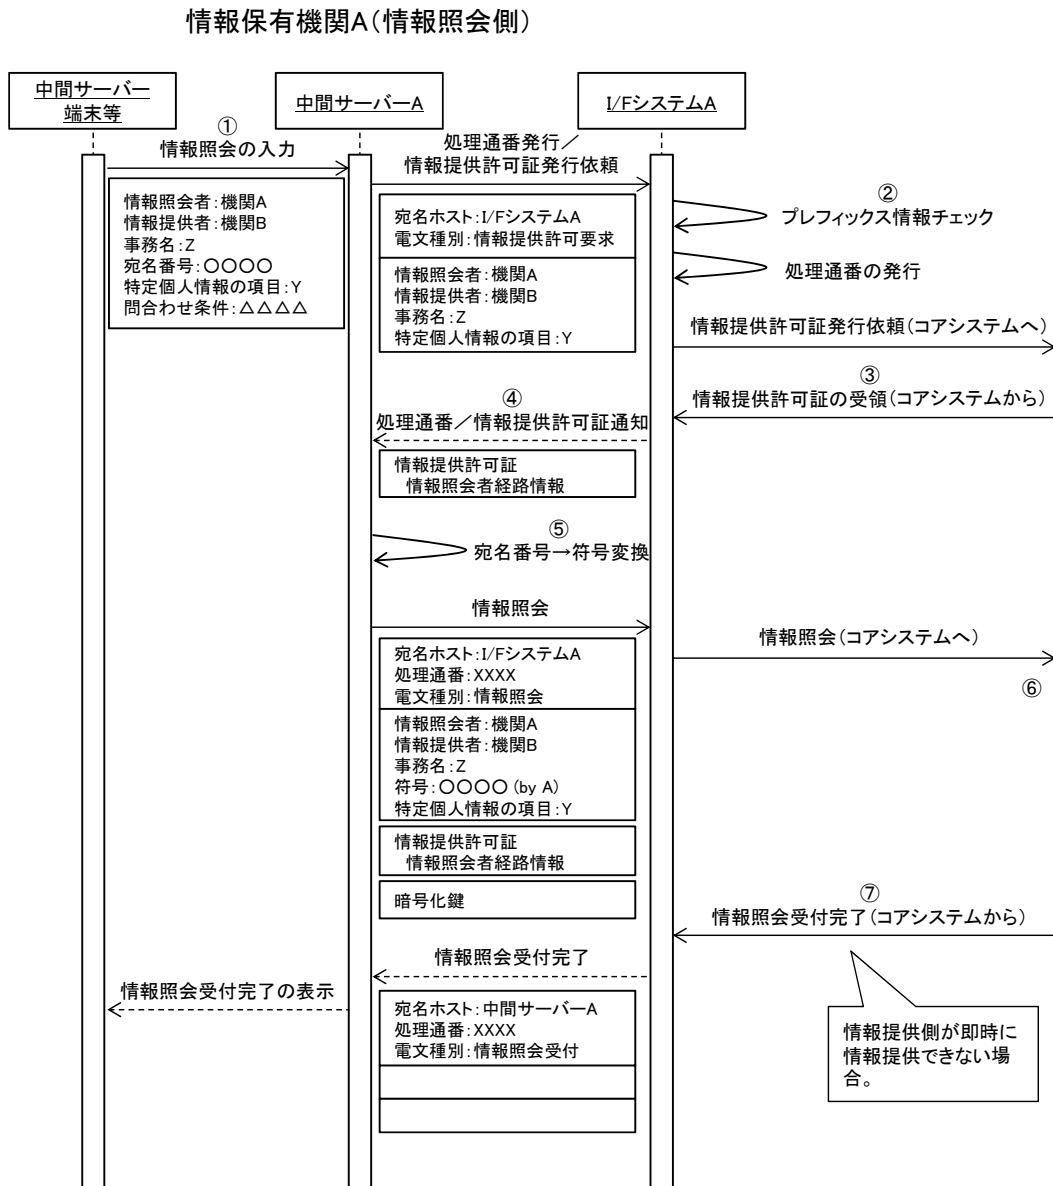 情報保有機関A(情報照会側)
中間サーバー
端末等
中間サーバーA
I/FシステムA
①
情報照会の入力
処理通番発行／
情報提供許可証発行依頼
情報照会者:機関A
情報提供者:機関B
事務名:Z
宛名番号:〇〇〇〇
特定個人情報の項目:Y
問合わせ条件:△△△△
宛名ホスト:I/FシステムA
電文種別:情報提供許可要求
情報照会者:機関A
情報提供者:機関B
事務名:Z
特定個人情報の項目:Y
②
プレフィックス情報チェック
処理通番の発行
情報提供許可証発行依頼(コアシステムへ)
③
情報提供許可証の受領(コアシステムから)
④
処理通番／情報提供許可証通知
情報提供許可証
情報照会者経路情報
⑤
宛名番号→符号変換
情報照会
情報照会(コアシステムへ)
⑥
宛名ホスト:I/FシステムA
処理通番:XXXX
電文種別:情報照会
情報照会者:機関A
情報提供者:機関B
事務名:Z
符号:〇〇〇〇 (by A)
特定個人情報の項目:Y
情報提供許可証
情報照会者経路情報
暗号化鍵
⑦
情報照会受付完了(コアシステムから)
情報照会受付完了
情報照会受付完了の表示
宛名ホスト:中間サーバーA
処理通番:XXXX
電文種別:情報照会受付
情報提供側が即時に
情報提供できない場
合。